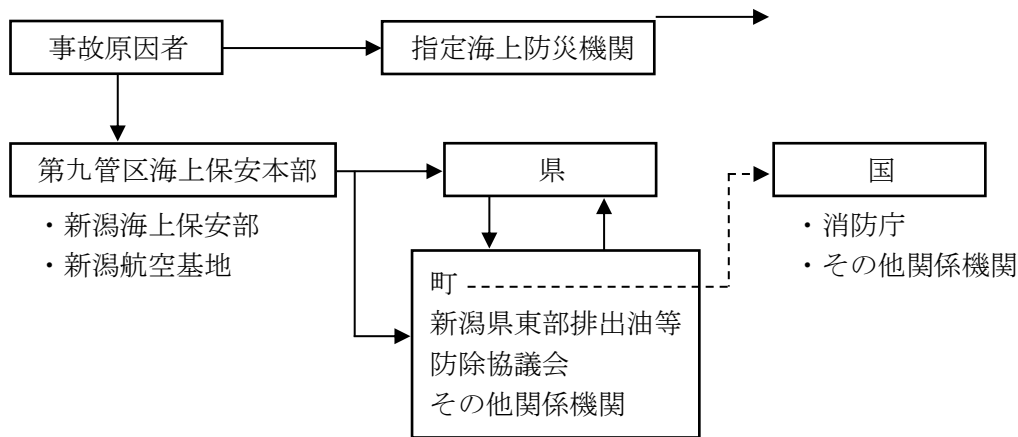 事故原因者
指定海上防災機関
第九管区海上保安本部
・新潟海上保安部
・新潟航空基地
県
国
・消防庁
・その他関係機関
町
新潟県東部排出油等
防除協議会
その他関係機関